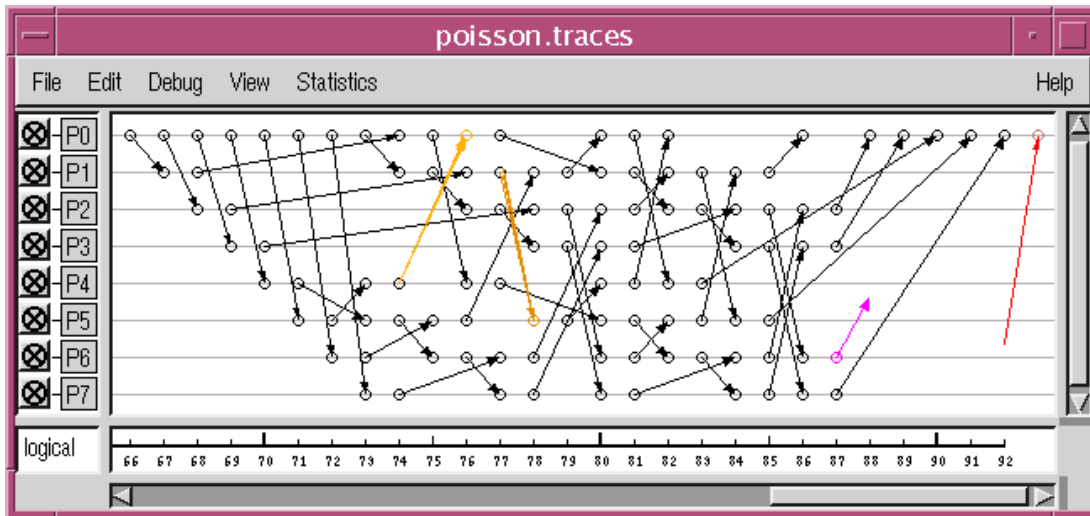 poisson.traces
File Edit Debug View Statistics Help
P0
P1
P2
P3
P4
P5
P6
P7
logical
66 67 68 69 70 71 72 73 74 75 76 77 78 79 80 81 82 83 84 85 86 87 88 89 90 91 92